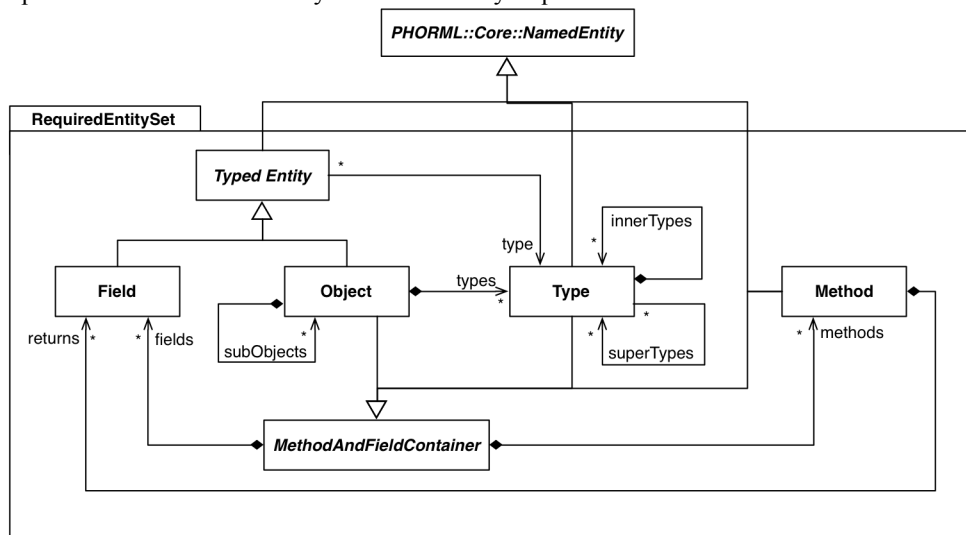 PHORML::Core::NamedEntity
RequiredEntitySet
Typed Entity
*
innerTypes
*
type
Field
Object
types
*
Type
Method
returns
*
*
fields
*
subObjects
*
*
superTypes
*
methods
MethodAndFieldContainer